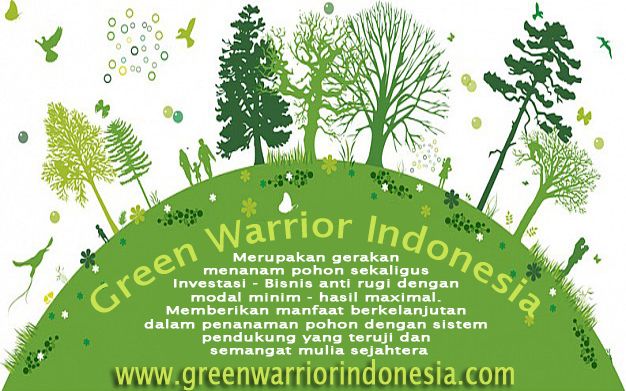 Green Warrior Indonesia
Merupakan gerakan
menanam pohon sekaligus
Investasi - Bisnis anti rugi dengan
modal minim - hasil maximal.
Memberikan manfaat berkelanjutan
dalam penanaman pohon dengan sistem
pendukung yang teruji dan
semangat mulia sejahtera
www.greenwarriorindonesia.com